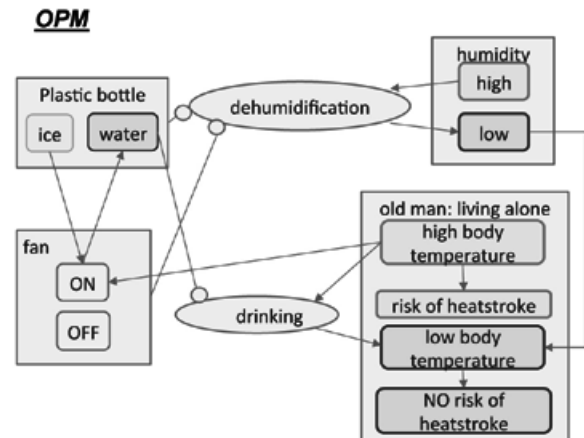 OPM
Plastic bottle
ice
water
dehumidification
humidity
high
low
fan
ON
OFF
drinking
old man: living alone
high body
temperature
risk of heatstroke
low body
temperature
NO risk of
heatstroke